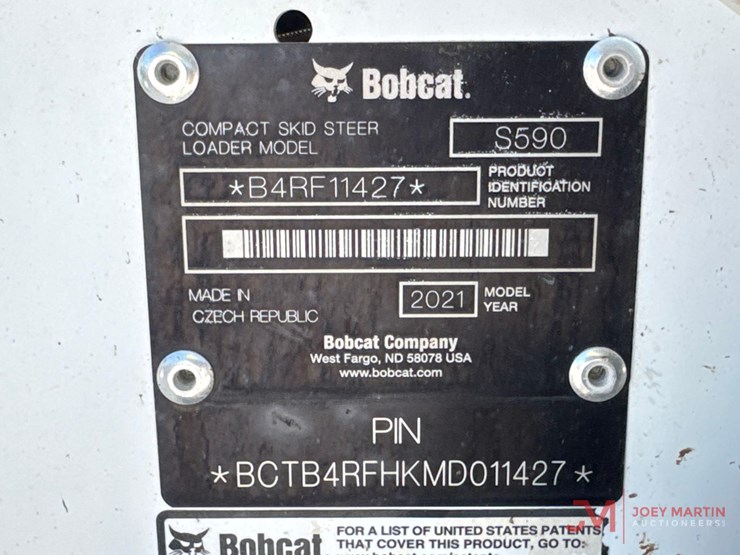 Bobcat.
COMPACT SKID STEER
LOADER MODEL
S590
*B4RF11427*
PRODUCT
IDENTIFICATION
NUMBER
MADE IN
CZECH REPUBLIC
2021
MODEL
YEAR
Bobcat Company
West Fargo, ND 58078 USA
www.bobcat.com
PIN
*BCTB4RFHKMD011427*
Bobcat
FOR A LIST OF UNITED STATES PATENTS
THAT COVER THIS PRODUCT, GO TO:
JOEY MARTIN
AUCTIONEERS